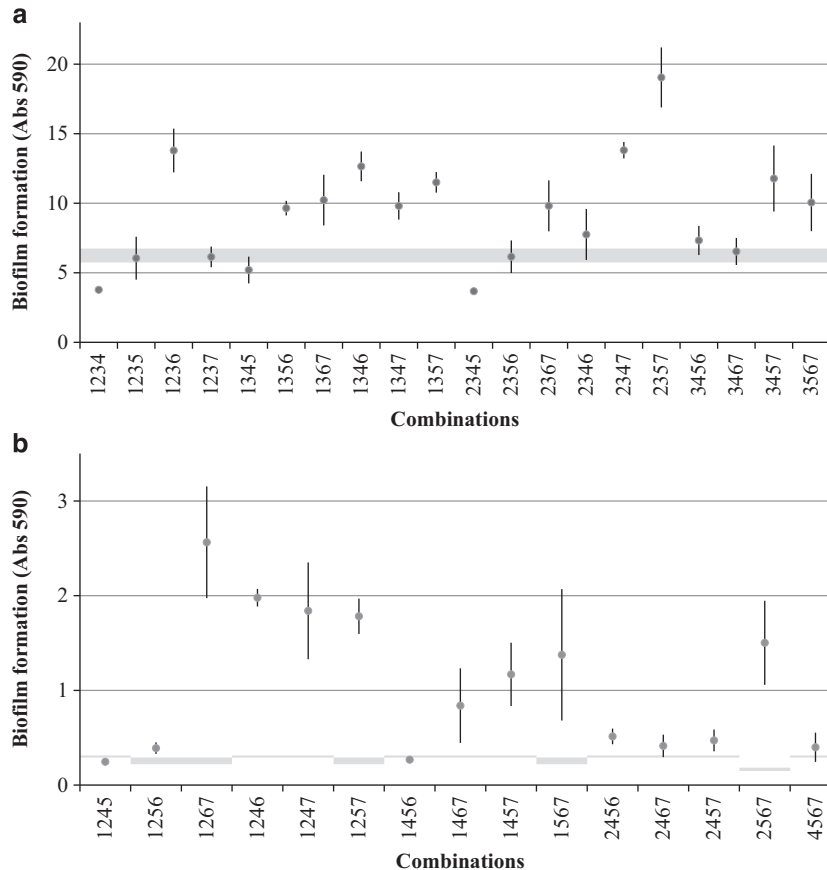 a
Biofilm formation (Abs 590)
20
15
10
5
0
1234 1235 1236 1237 1345 1356 1367 1346 1347 1357 2345 2356 2367 2346 2347 2357 3456 3467 3457 3567
Combinations
b
Biofilm formation (Abs 590)
3
2
1
0
1245 1256 1267 1246 1247 1257 1456 1467 1457 1567 2456 2467 2457 2567 4567
Combinations